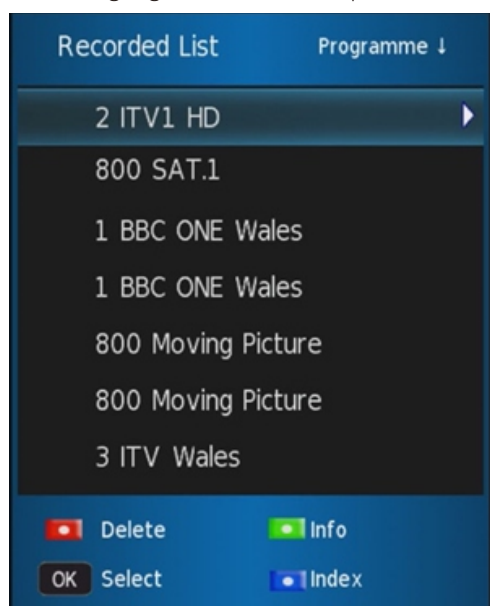 Recorded List Programme ↓
2 ITV1 HD
800 SAT.1
1 BBC ONE Wales
1 BBC ONE Wales
800 Moving Picture
800 Moving Picture
3 ITV Wales
Delete Info
OK Select Index